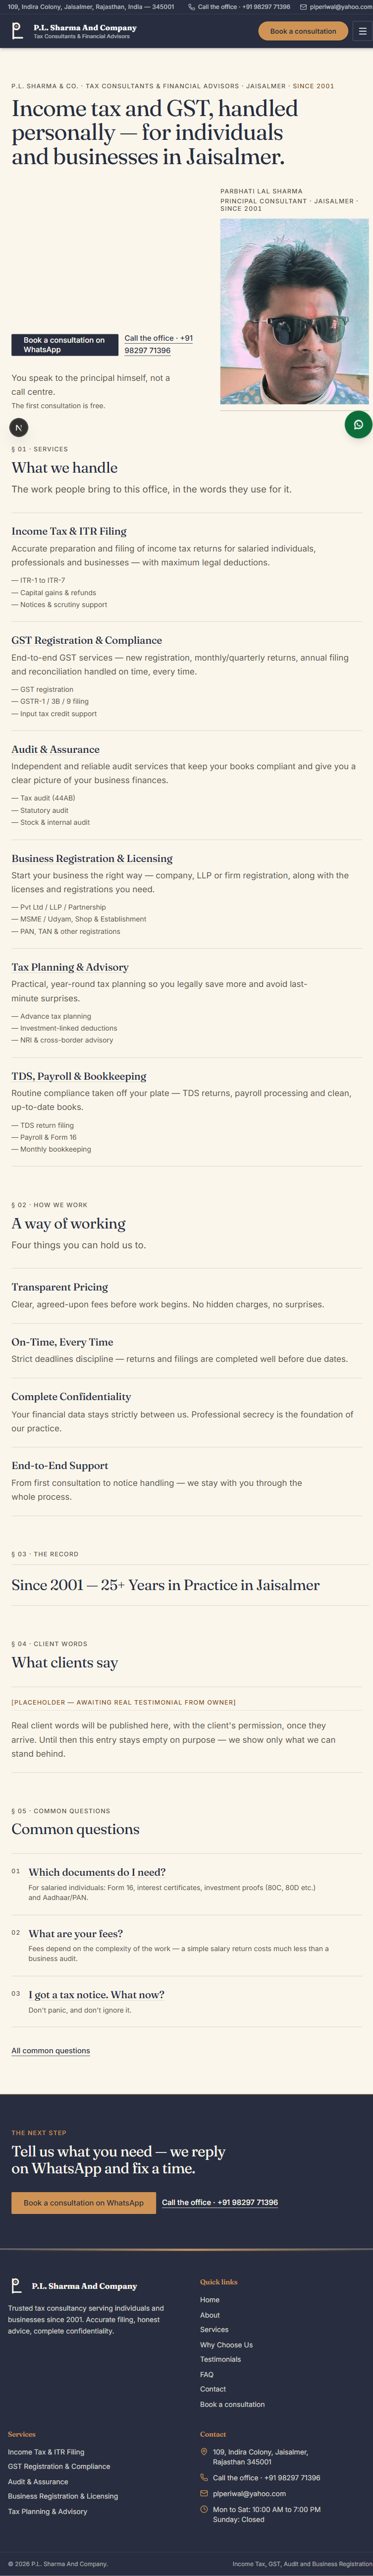 109, Indira Colony, Jaisalmer, Rajasthan, India — 345001
Call the office · +91 98297 71396
plperiwal@yahoo.com
P.L. Sharma And Company
Tax Consultants & Financial Advisors
Book a consultation
P.L. SHARMA & CO. · TAX CONSULTANTS & FINANCIAL ADVISORS · JAISALMER · SINCE 2001
Income tax and GST, handled
personally — for individuals
and businesses in Jaisalmer.
PARBHATI LAL SHARMA
PRINCIPAL CONSULTANT · JAISALMER ·
SINCE 2001
Book a consultation on
WhatsApp
Call the office · +91
98297 71396
You speak to the principal himself, not a
call centre.
The first consultation is free.
N
§ 01 · SERVICES
What we handle
The work people bring to this office, in the words they use for it.
Income Tax & ITR Filing
Accurate preparation and filing of income tax returns for salaried individuals,
professionals and businesses — with maximum legal deductions.
— ITR-1 to ITR-7
— Capital gains & refunds
— Notices & scrutiny support
GST Registration & Compliance
End-to-end GST services — new registration, monthly/quarterly returns, annual filing
and reconciliation handled on time, every time.
— GST registration
— GSTR-1 / 3B / 9 filing
— Input tax credit support
Audit & Assurance
Independent and reliable audit services that keep your books compliant and give you a
clear picture of your business finances.
— Tax audit (44AB)
— Statutory audit
— Stock & internal audit
Business Registration & Licensing
Start your business the right way — company, LLP or firm registration, along with the
licenses and registrations you need.
— Pvt Ltd / LLP / Partnership
— MSME / Udyam, Shop & Establishment
— PAN, TAN & other registrations
Tax Planning & Advisory
Practical, year-round tax planning so you legally save more and avoid last-
minute surprises.
— Advance tax planning
— Investment-linked deductions
— NRI & cross-border advisory
TDS, Payroll & Bookkeeping
Routine compliance taken off your plate — TDS returns, payroll processing and clean,
up-to-date books.
— TDS return filing
— Payroll & Form 16
— Monthly bookkeeping
§ 02 · HOW WE WORK
A way of working
Four things you can hold us to.
Transparent Pricing
Clear, agreed-upon fees before work begins. No hidden charges, no surprises.
On-Time, Every Time
Strict deadlines discipline — returns and filings are completed well before due dates.
Complete Confidentiality
Your financial data stays strictly between us. Professional secrecy is the foundation of
our practice.
End-to-End Support
From first consultation to notice handling — we stay with you through the
whole process.
§ 03 · THE RECORD
Since 2001 — 25+ Years in Practice in Jaisalmer
§ 04 · CLIENT WORDS
What clients say
[PLACEHOLDER — AWAITING REAL TESTIMONIAL FROM OWNER]
Real client words will be published here, with the client's permission, once they
arrive. Until then this entry stays empty on purpose — we show only what we can
stand behind.
§ 05 · COMMON QUESTIONS
Common questions
01 Which documents do I need?
For salaried individuals: Form 16, interest certificates, investment proofs (80C, 80D etc.)
and Aadhaar/PAN.
02 What are your fees?
Fees depend on the complexity of the work — a simple salary return costs much less than a
business audit.
03 I got a tax notice. What now?
Don't panic, and don't ignore it.
All common questions
THE NEXT STEP
Tell us what you need — we reply
on WhatsApp and fix a time.
Book a consultation on WhatsApp
Call the office · +91 98297 71396
P.L. Sharma And Company
Trusted tax consultancy serving individuals and
businesses since 2001. Accurate filing, honest
advice, complete confidentiality.
Quick links
Home
About
Services
Why Choose Us
Testimonials
FAQ
Contact
Book a consultation
Services
Income Tax & ITR Filing
GST Registration & Compliance
Audit & Assurance
Business Registration & Licensing
Tax Planning & Advisory
Contact
109, Indira Colony, Jaisalmer,
Rajasthan 345001
Call the office · +91 98297 71396
plperiwal@yahoo.com
Mon to Sat: 10:00 AM to 7:00 PM
Sunday: Closed
© 2026 P.L. Sharma And Company.
Income Tax, GST, Audit and Business Registration